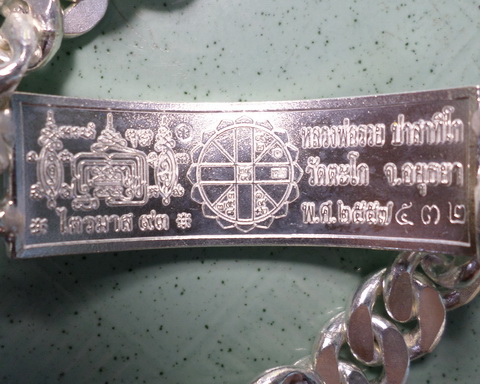 หลวงพ่อรวย ปาสาทิโก
วัดตะโก จ.อยุธยา
พ.ศ.๒๕๕๗ ๔๓๒
* ไตรมาส ๙๓ *